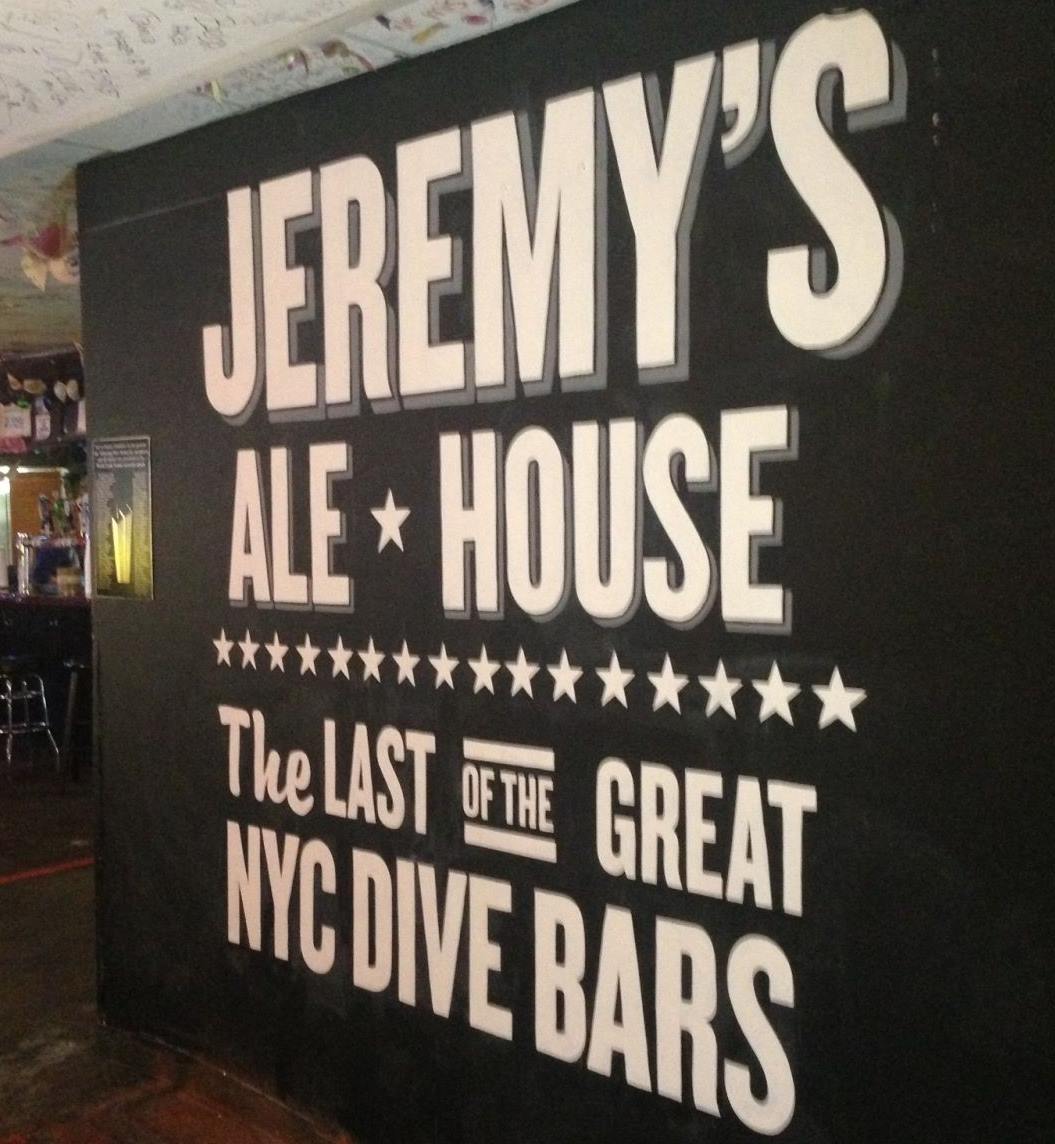 JEREMY'S
ALE ★ HOUSE
★★★★★★★★★★★★★★★★
The LAST OF THE GREAT
NYC DIVE BARS